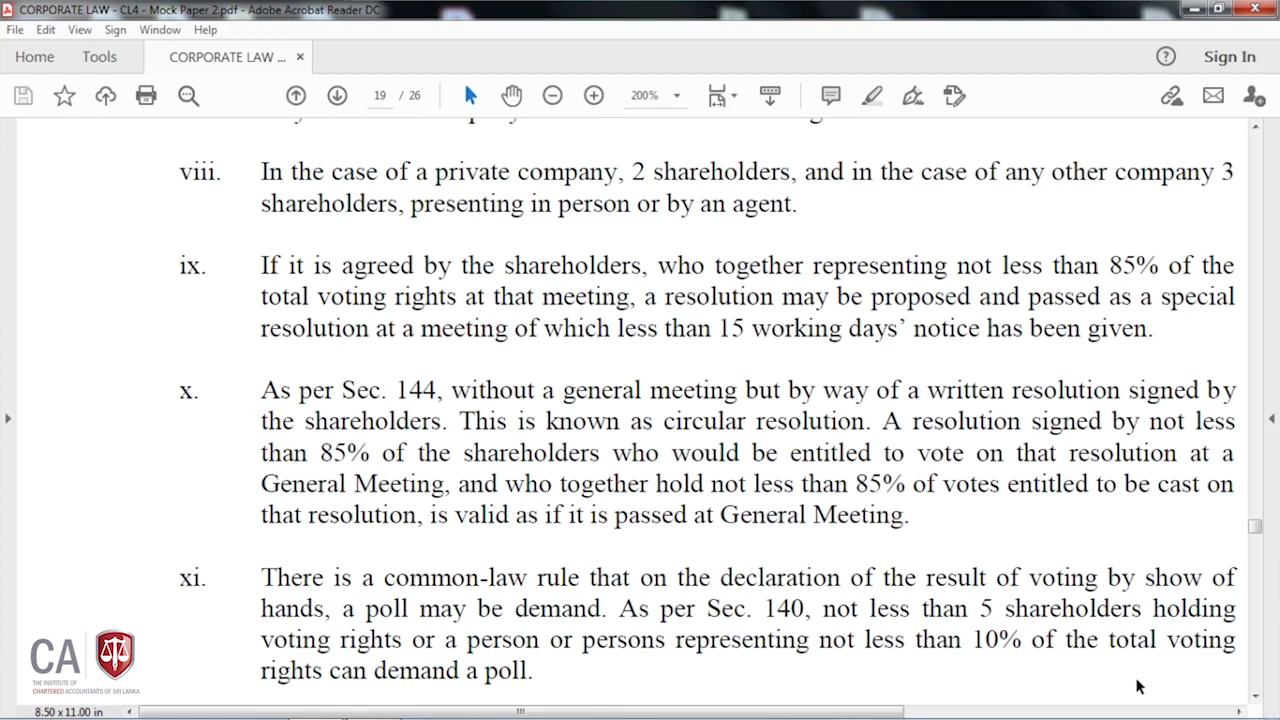 CORPORATE LAW - CL4 - Mock Paper 2.pdf - Adobe Acrobat Reader DC
File Edit View Sign Window Help
Home Tools CORPORATE LAW ... × ? Sign In
19 / 26 200%
viii. In the case of a private company, 2 shareholders, and in the case of any other company 3
shareholders, presenting in person or by an agent.
ix. If it is agreed by the shareholders, who together representing not less than 85% of the
total voting rights at that meeting, a resolution may be proposed and passed as a special
resolution at a meeting of which less than 15 working days’ notice has been given.
x. As per Sec. 144, without a general meeting but by way of a written resolution signed by
the shareholders. This is known as circular resolution. A resolution signed by not less
than 85% of the shareholders who would be entitled to vote on that resolution at a
General Meeting, and who together hold not less than 85% of votes entitled to be cast on
that resolution, is valid as if it is passed at General Meeting.
xi. There is a common-law rule that on the declaration of the result of voting by show of
hands, a poll may be demand. As per Sec. 140, not less than 5 shareholders holding
voting rights or a person or persons representing not less than 10% of the total voting
rights can demand a poll.
CA
THE INSTITUTE OF
CHARTERED ACCOUNTANTS OF SRI LANKA
8.50 x 11.00 in